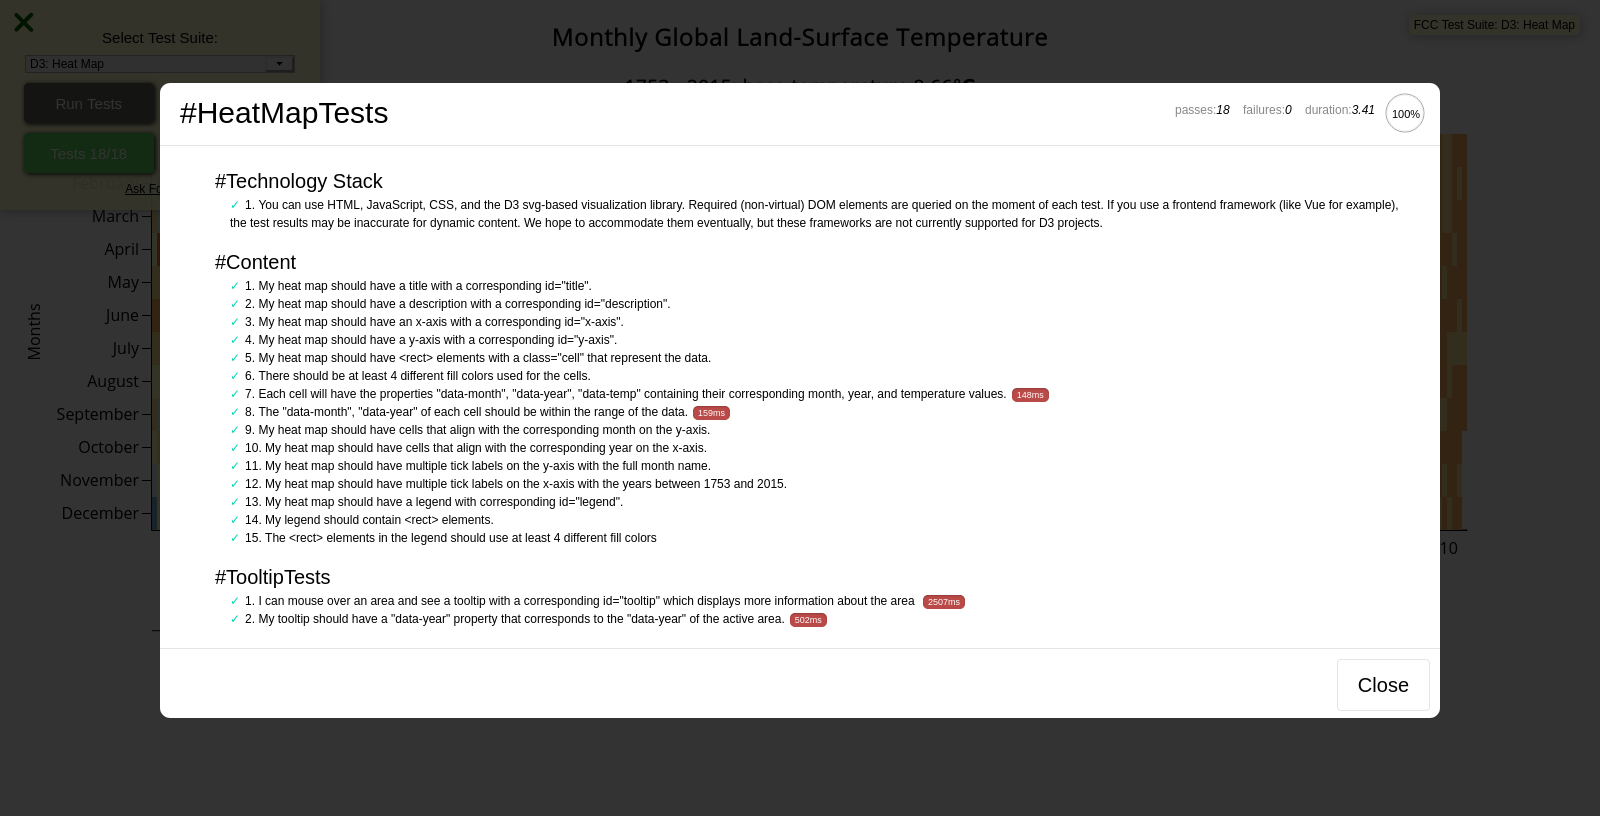 Select Test Suite:
D3: Heat Map
Run Tests
Tests 18/18
Monthly Global Land-Surface Temperature
FCC Test Suite: D3: Heat Map
#HeatMapTests
passes:18 failures:0 duration:3.41 100%
#Technology Stack
✓ 1. You can use HTML, JavaScript, CSS, and the D3 svg-based visualization library. Required (non-virtual) DOM elements are queried on the moment of each test. If you use a frontend framework (like Vue for example),
the test results may be inaccurate for dynamic content. We hope to accommodate them eventually, but these frameworks are not currently supported for D3 projects.
#Content
✓ 1. My heat map should have a title with a corresponding id="title".
✓ 2. My heat map should have a description with a corresponding id="description".
✓ 3. My heat map should have an x-axis with a corresponding id="x-axis".
✓ 4. My heat map should have a y-axis with a corresponding id="y-axis".
✓ 5. My heat map should have <rect> elements with a class="cell" that represent the data.
✓ 6. There should be at least 4 different fill colors used for the cells.
✓ 7. Each cell will have the properties "data-month", "data-year", "data-temp" containing their corresponding month, year, and temperature values. 148ms
✓ 8. The "data-month", "data-year" of each cell should be within the range of the data. 159ms
✓ 9. My heat map should have cells that align with the corresponding month on the y-axis.
✓ 10. My heat map should have cells that align with the corresponding year on the x-axis.
✓ 11. My heat map should have multiple tick labels on the y-axis with the full month name.
✓ 12. My heat map should have multiple tick labels on the x-axis with the years between 1753 and 2015.
✓ 13. My heat map should have a legend with corresponding id="legend".
✓ 14. My legend should contain <rect> elements.
✓ 15. The <rect> elements in the legend should use at least 4 different fill colors
#TooltipTests
✓ 1. I can mouse over an area and see a tooltip with a corresponding id="tooltip" which displays more information about the area 2507ms
✓ 2. My tooltip should have a "data-year" property that corresponds to the "data-year" of the active area. 502ms
Close
Ask
Months
March
April
May
June
July
August
September
October
November
December
10